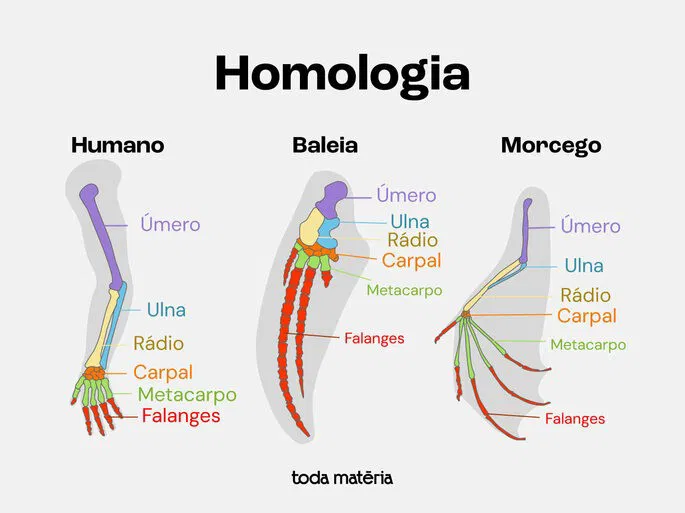 Homologia
Humano
Úmero
Ulna
Rádio
Carpal
Metacarpo
Falanges
Baleia
Úmero
Ulna
Rádio
Carpal
Metacarpo
Falanges
Morcego
Úmero
Ulna
Rádio
Carpal
Metacarpo
Falanges
toda matéria